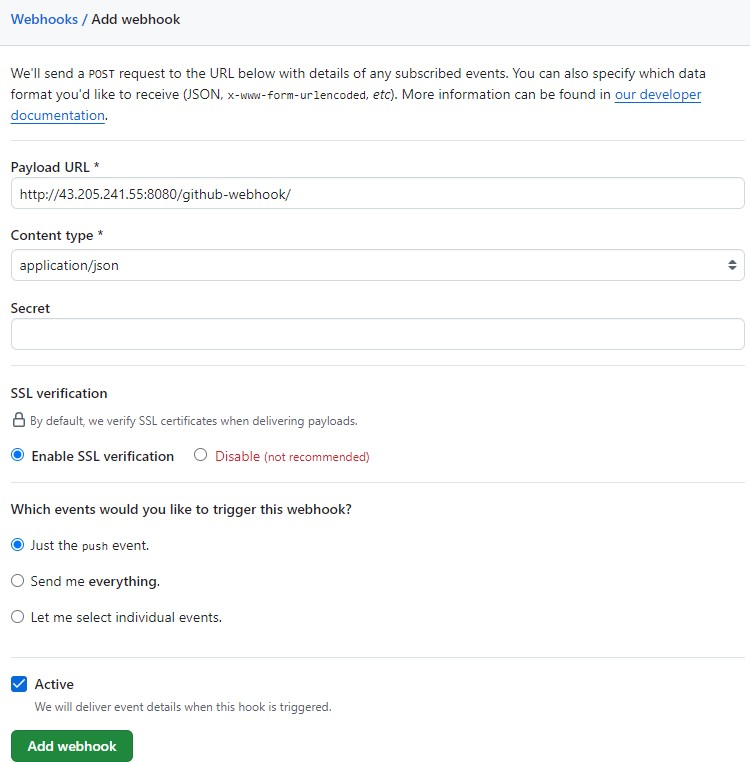 Webhooks / Add webhook
We'll send a POST request to the URL below with details of any subscribed events. You can also specify which data
format you'd like to receive (JSON, x-www-form-urlencoded, etc). More information can be found in our developer
documentation.
Payload URL *
http://43.205.241.55:8080/github-webhook/
Content type *
application/json
Secret
SSL verification
By default, we verify SSL certificates when delivering payloads.
Enable SSL verification Disable (not recommended)
Which events would you like to trigger this webhook?
Just the push event.
Send me everything.
Let me select individual events.
Active
We will deliver event details when this hook is triggered.
Add webhook